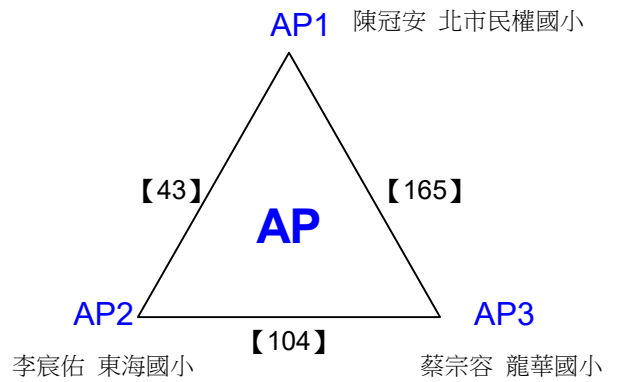 AP1 陳冠安 北市民權國小
【43】 【165】
AP
AP2 AP3
【104】
李宸佑 東海國小 蔡宗容 龍華國小